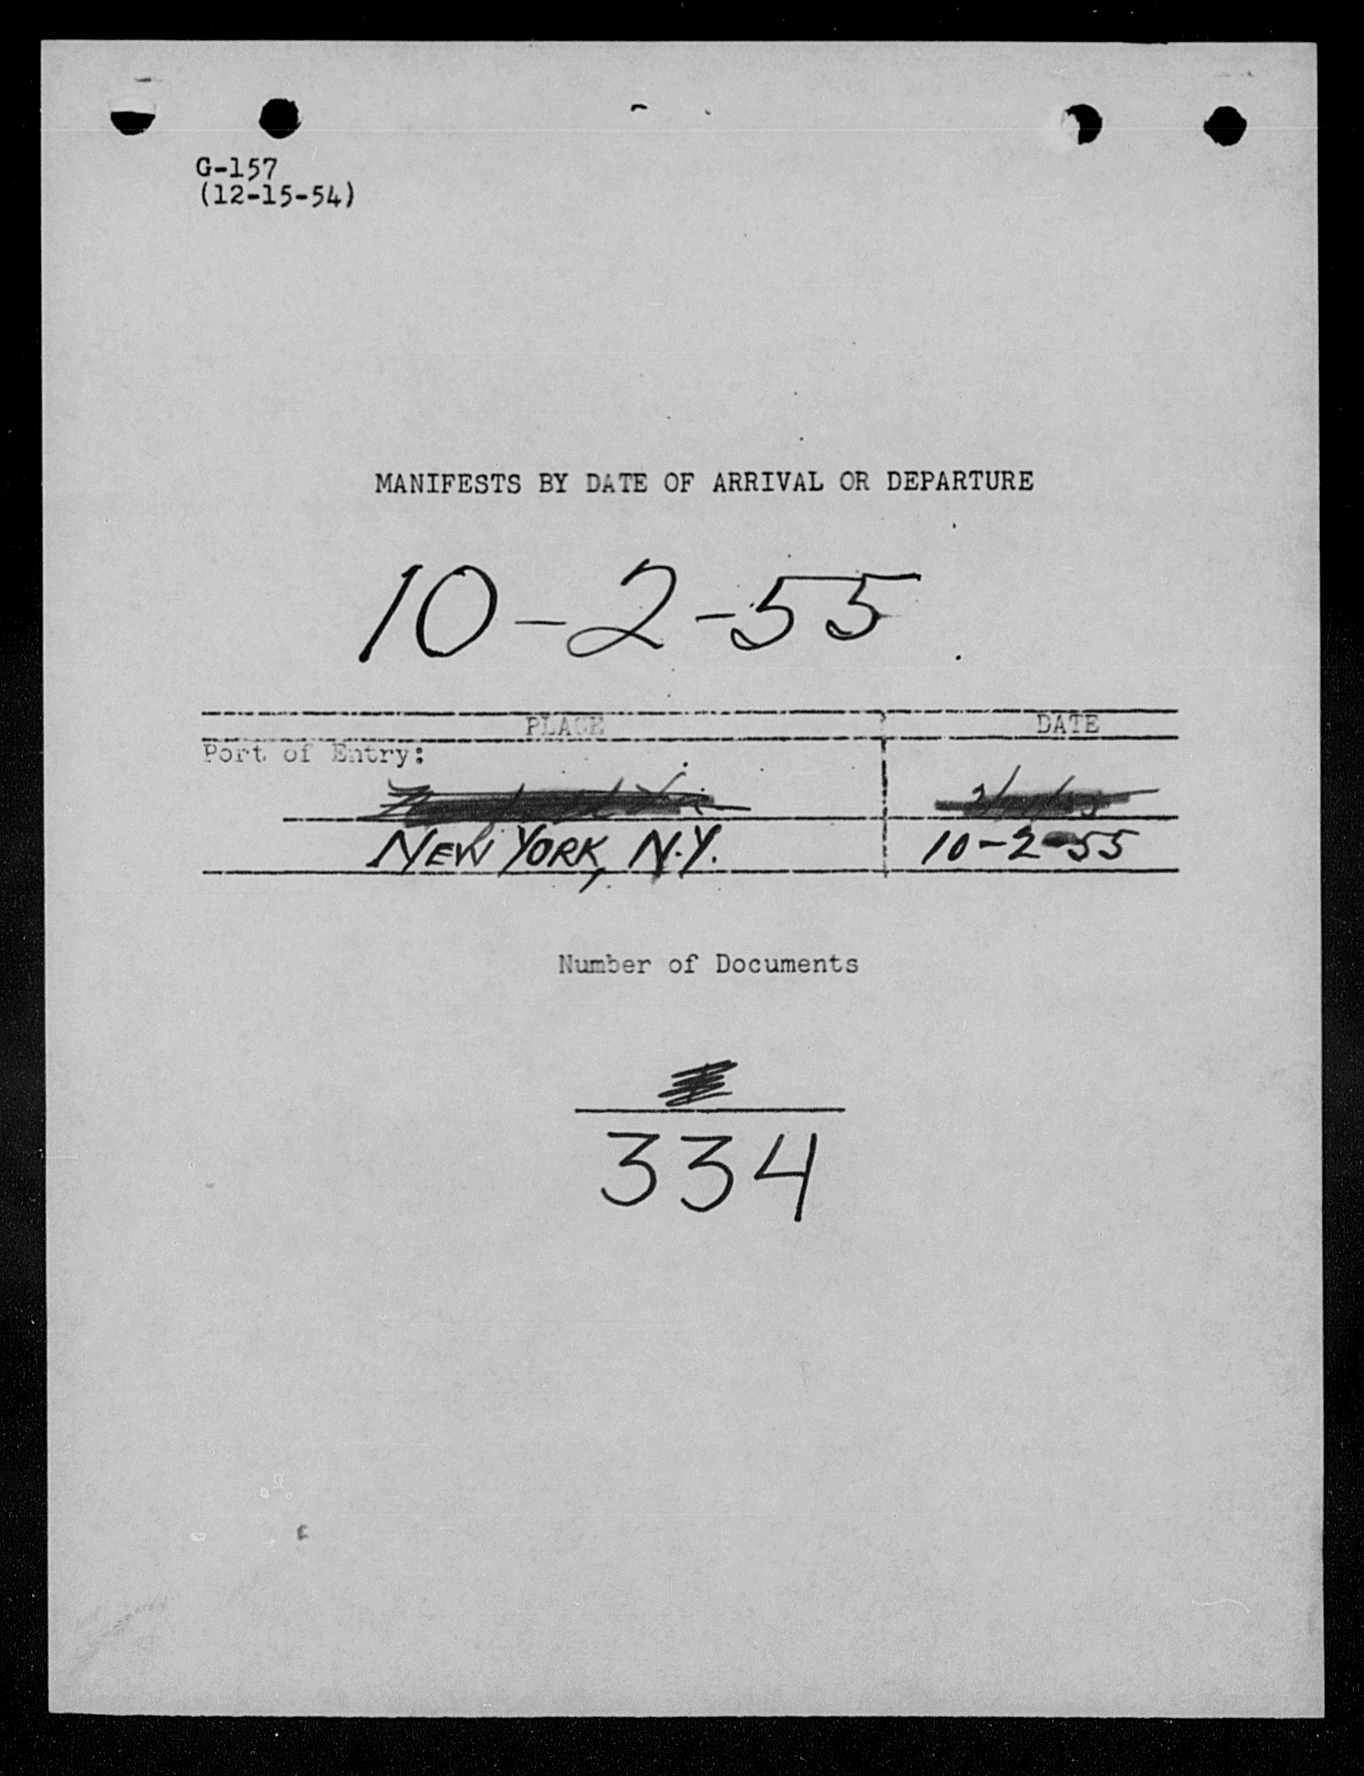 G-157
(12-15-54)
MANIFESTS BY DATE OF ARRIVAL OR DEPARTURE
10-2-55
PLACE DATE
Port of Entry:
NEW YORK, N.Y. 10-2-55
Number of Documents
334